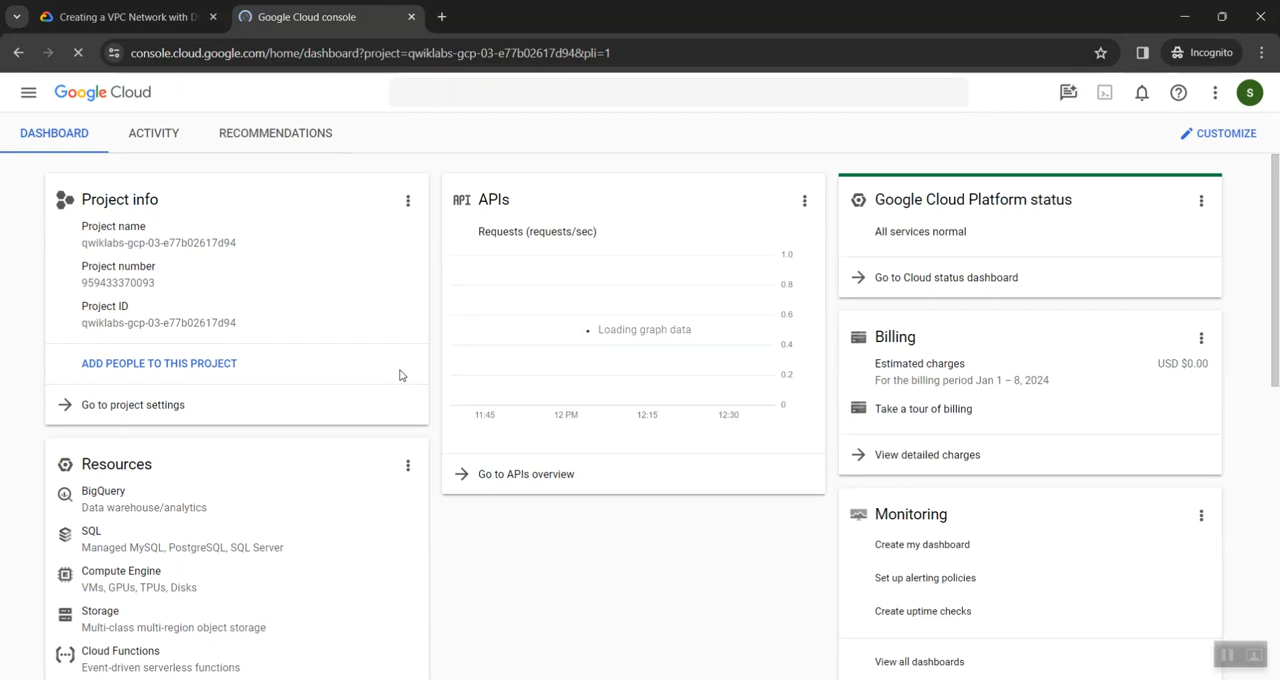 Creating a VPC Network with D
Google Cloud console
console.cloud.google.com/home/dashboard?project=qwiklabs-gcp-03-e77b02617d94&pli=1
Incognito
Google Cloud
S
DASHBOARD
ACTIVITY
RECOMMENDATIONS
CUSTOMIZE
Project info
Project name
qwiklabs-gcp-03-e77b02617d94
Project number
959433370093
Project ID
qwiklabs-gcp-03-e77b02617d94
ADD PEOPLE TO THIS PROJECT
Go to project settings
Resources
BigQuery
Data warehouse/analytics
SQL
Managed MySQL, PostgreSQL, SQL Server
Compute Engine
VMs, GPUs, TPUs, Disks
Storage
Multi-class multi-region object storage
Cloud Functions
Event-driven serverless functions
API APIs
Requests (requests/sec)
1.0
0.8
0.6
Loading graph data
0.4
0.2
0
11:45 12 PM 12:15 12:30
Go to APIs overview
Google Cloud Platform status
All services normal
Go to Cloud status dashboard
Billing
Estimated charges USD $0.00
For the billing period Jan 1 – 8, 2024
Take a tour of billing
View detailed charges
Monitoring
Create my dashboard
Set up alerting policies
Create uptime checks
View all dashboards